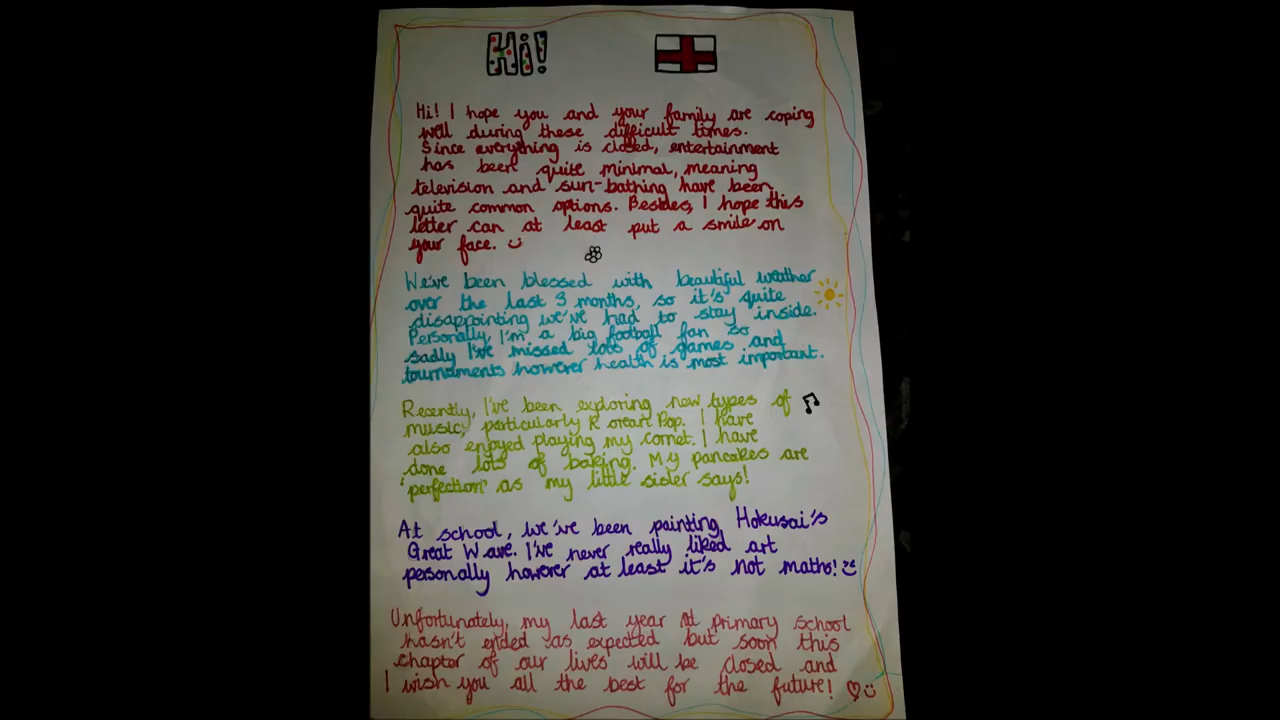 Hi!
Hi! I hope you and your family are coping
well during these difficult times.
Since everything is closed, entertainment
has been quite minimal, meaning
television and sun-bathing have been
quite common options. Besides, I hope this
letter can at least put a smile on
your face.
We've been blessed with beautiful weather
over the last 3 months, so it's quite
disappointing we've had to stay inside.
Personally, I'm a big football fan so
sadly I've missed lots of games and
tournaments however health is most important.
Recently, I've been exploring new types of
music, particularly Korean Pop. I have
also enjoyed playing my cornet. I have
done lots of baking. My pancakes are
'perfection' as my little sister says!
At school, we've been painting Hokusai's
Great Wave. I've never really liked art
personally however at least it's not maths!
Unfortunately, my last year at primary school
hasn't ended as expected but soon this
chapter of our lives will be closed and
I wish you all the best for the future!